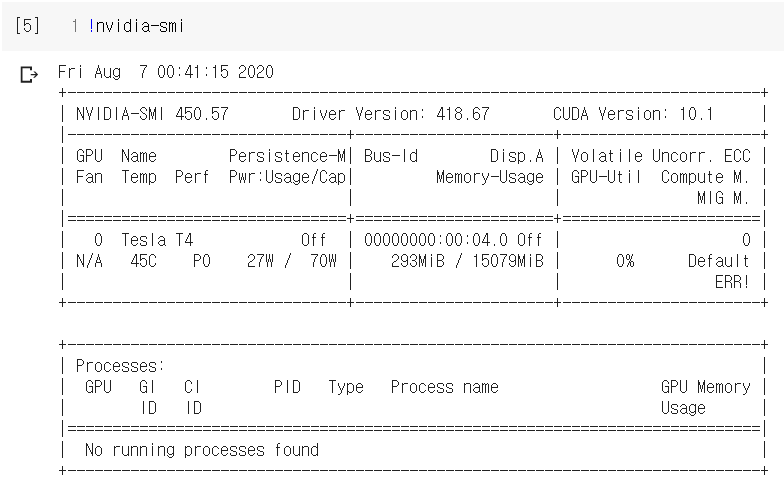 [5] 1 !nvidia-smi
Fri Aug 7 00:41:15 2020
+-----------------------------------------------------------------------------+
| NVIDIA-SMI 450.57       Driver Version: 418.67       CUDA Version: 10.1     |
|-------------------------------+----------------------+----------------------+
| GPU  Name        Persistence-M| Bus-Id        Disp.A | Volatile Uncorr. ECC |
| Fan  Temp  Perf  Pwr:Usage/Cap|         Memory-Usage | GPU-Util  Compute M. |
|                               |                      |               MIG M. |
|===============================+======================+======================|
|   0  Tesla T4            Off  | 00000000:00:04.0 Off |                    0 |
| N/A   45C    P0    27W /  70W |    293MiB / 15079MiB |      0%      Default |
|                               |                      |                 ERR! |
+-------------------------------+----------------------+----------------------+
+-----------------------------------------------------------------------------+
| Processes:                                                                  |
|  GPU   GI   CI        PID   Type   Process name                  GPU Memory |
|        ID   ID                                                   Usage      |
|=============================================================================|
|  No running processes found                                                 |
+-----------------------------------------------------------------------------+